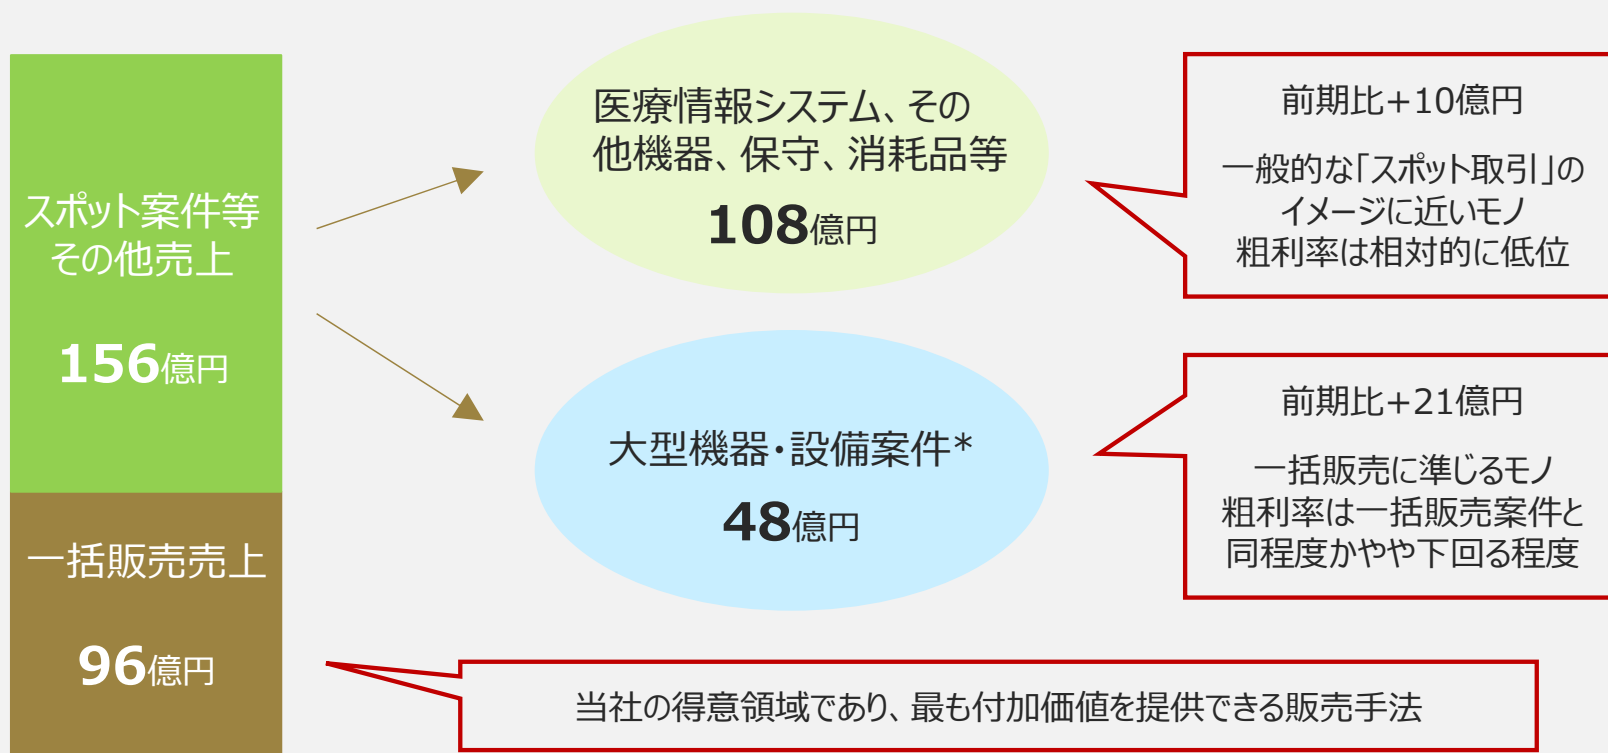 スポット案件等
その他売上
156億円
一括販売売上
96億円
医療情報システム、その
他機器、保守、消耗品等
108億円
大型機器・設備案件*
48億円
前期比+10億円
一般的な「スポット取引」の
イメージに近いモノ
粗利率は相対的に低位
前期比+21億円
一括販売に準じるモノ
粗利率は一括販売案件と
同程度かやや下回る程度
当社の得意領域であり、最も付加価値を提供できる販売手法